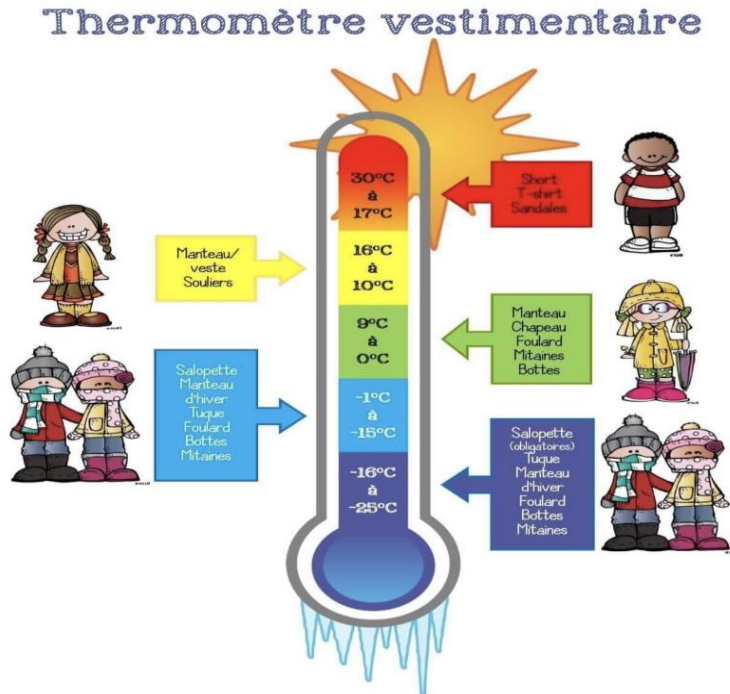 Thermomètre vestimentaire
30°C
à
17°C
Short
T-shirt
Sandales
Manteau/
veste
Souliers
16°C
à
10°C
9°C
à
0°C
Manteau
Chapeau
Foulard
Mitaines
Bottes
Salopette
Manteau
d'hiver
Tuque
Foulard
Bottes
Mitaines
-1°C
à
-15°C
-16°C
à
-25°C
Salopette
(obligatoires)
Tuque
Manteau
d'hiver
Foulard
Bottes
Mitaines